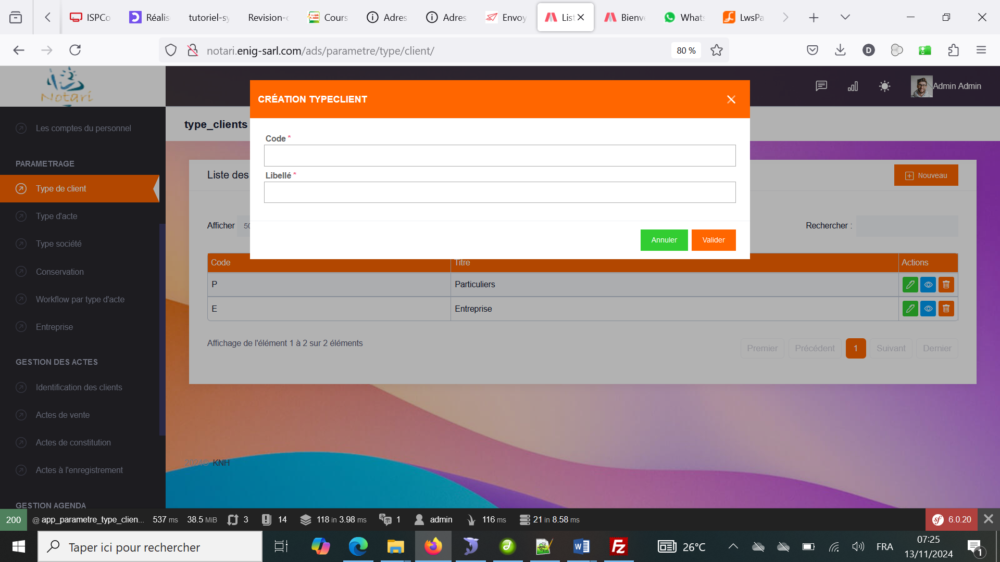 ISPCo
Réalis
tutoriel-sy
Revision-c
Cours
Adres
Adres
Envoy
List
Bienv
Whats
LwsPa
notari.enig-sarl.com/ads/parametre/type/client/
80 %
D
Notari
CRÉATION TYPECLIENT
Admin Admin
Les comptes du personnel
type_clients
Code *
PARAMETRAGE
Liste des
Libellé *
Nouveau
Type de client
Type d'acte
Afficher 50
Rechercher :
Type société
Annuler
Valider
Code
Titre
Actions
Conservation
P
Particuliers
Workflow par type d'acte
E
Entreprise
Entreprise
Affichage de l'élément 1 à 2 sur 2 éléments
Premier
Précédent
1
Suivant
Dernier
GESTION DES ACTES
Identification des clients
Actes de vente
Actes de constitution
2024© KNH
Actes à l'enregistrement
GESTION AGENDA
200 @ app_parametre_type_clien... 537 ms 38.5 MiB 3 14 118 in 3.98 ms 1 admin 116 ms 21 in 8.58 ms 6.0.20
Taper ici pour rechercher
26°C
FRA
07:25
13/11/2024
1